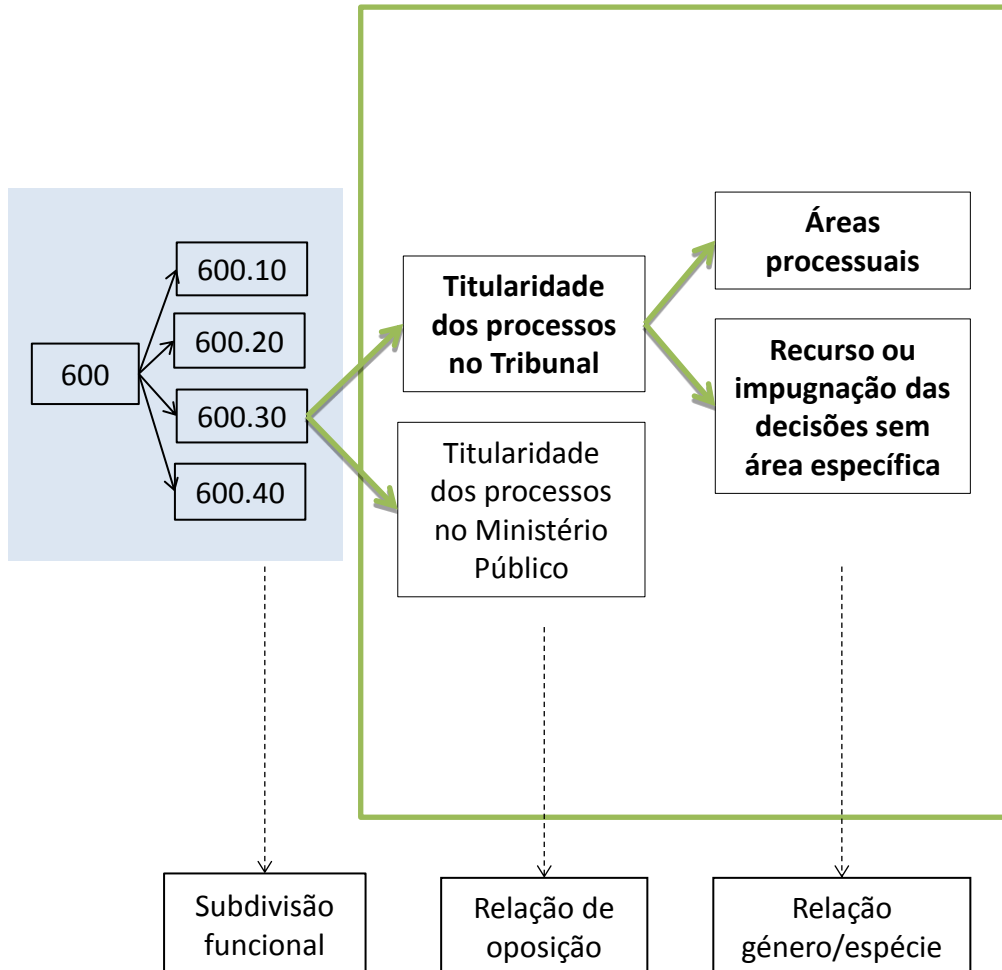 600
600.10
600.20
600.30
600.40
Titularidade
dos processos
no Tribunal
Titularidade
dos processos
no Ministério
Público
Áreas
processuais
Recurso ou
impugnação das
decisões sem
área específica
Subdivisão
funcional
Relação de
oposição
Relação
género/espécie